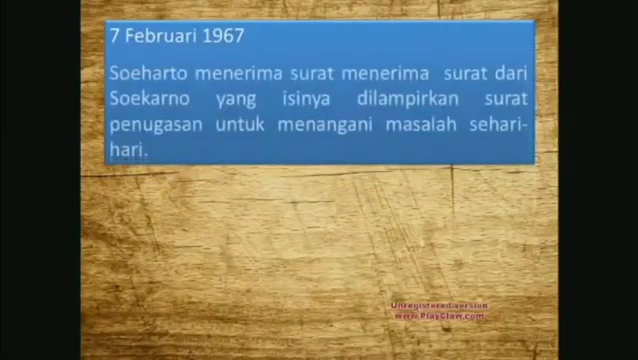 7 Februari 1967
Soeharto menerima surat menerima surat dari
Soekarno yang isinya dilampirkan surat
penugasan untuk menangani masalah sehari-
hari.
Unregistered version
www.PlayClaw.com